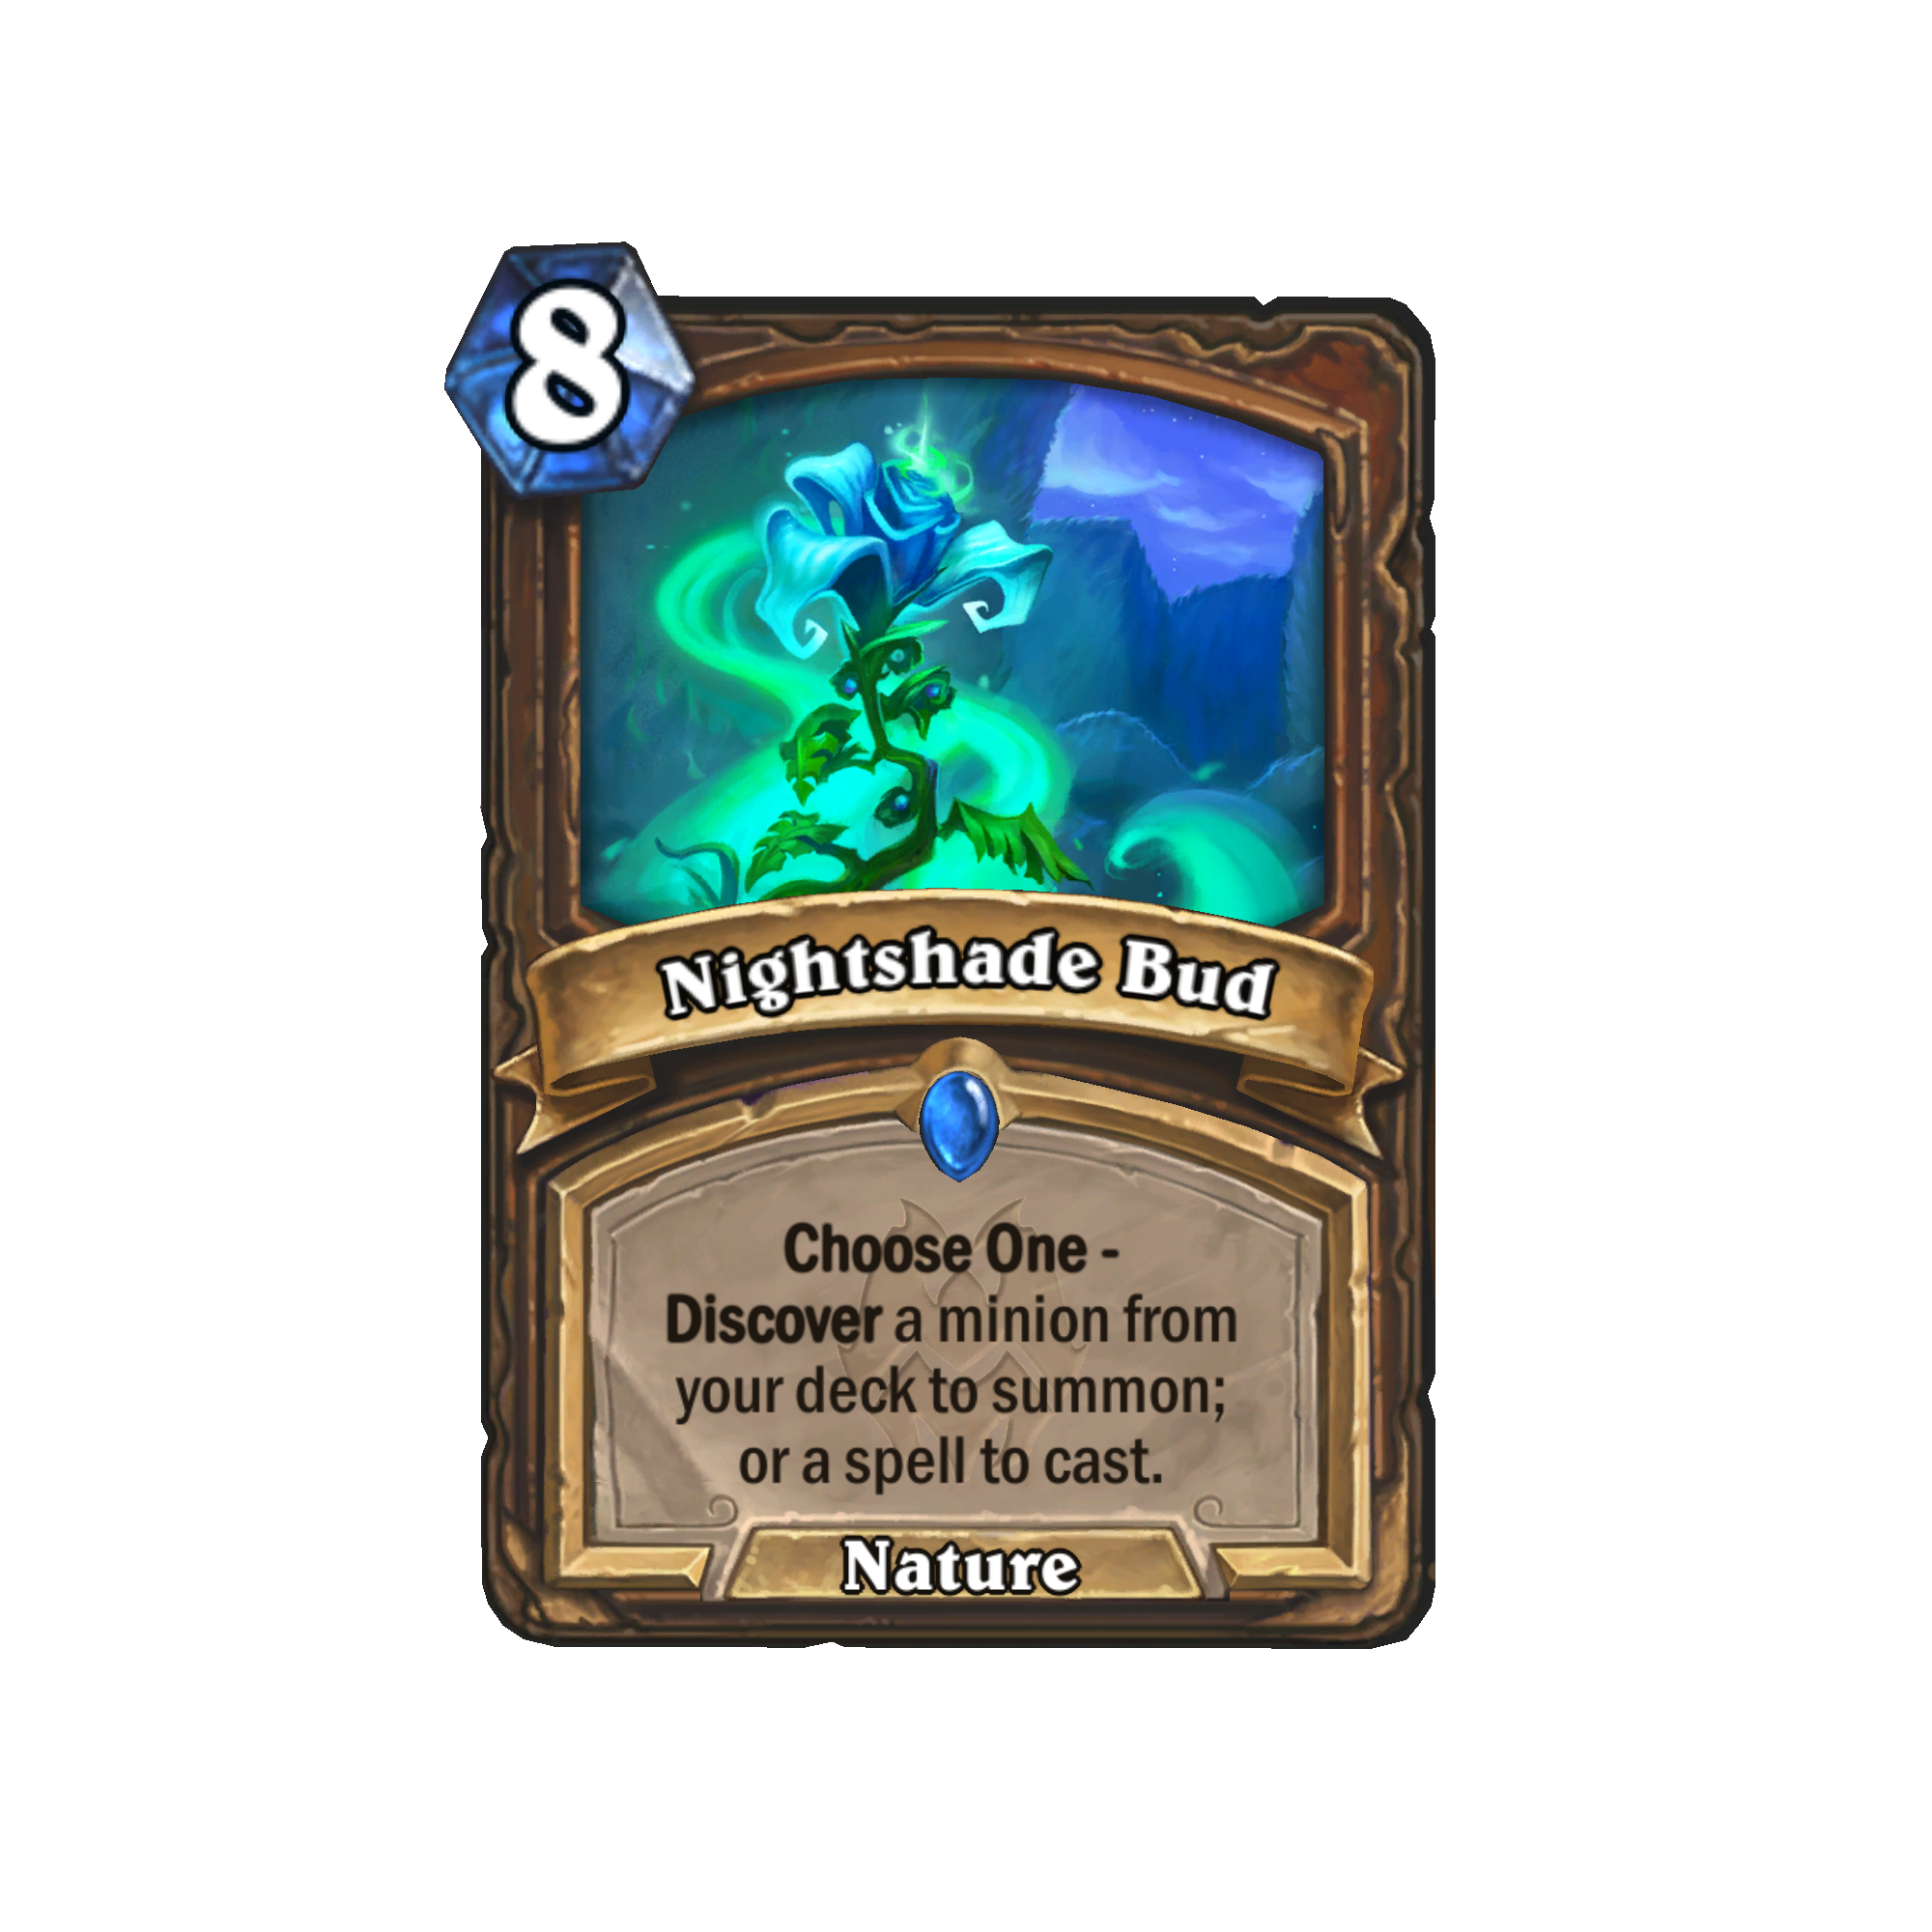 8
Nightshade Bud
Choose One -
Discover a minion from
your deck to summon;
or a spell to cast.
Nature